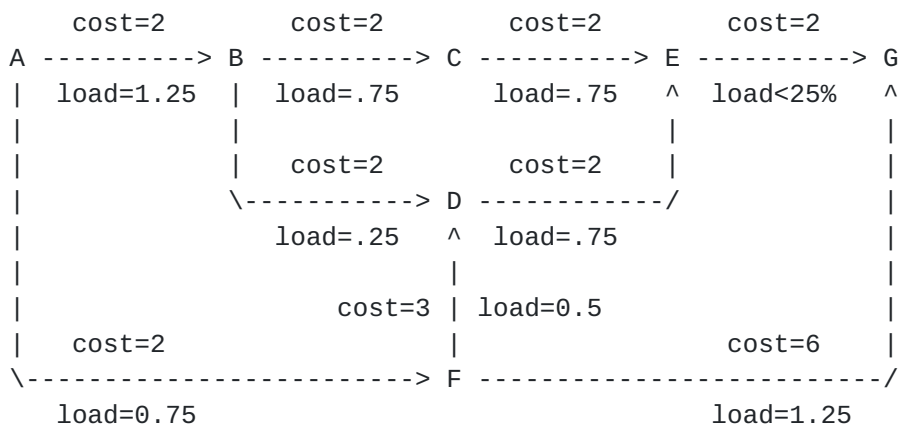 cost=2 cost=2 cost=2 cost=2
A ----------> B ----------> C ----------> E ----------> G
| load=1.25 | load=.75 load=.75 ^ load<25% ^
| | | |
| | cost=2 cost=2 | |
| \-----------> D ------------/ |
| load=.25 ^ load=.75 |
| | |
| cost=3 | load=0.5 |
| cost=2 | cost=6 |
\-------------------------> F --------------------------/
load=0.75 load=1.25